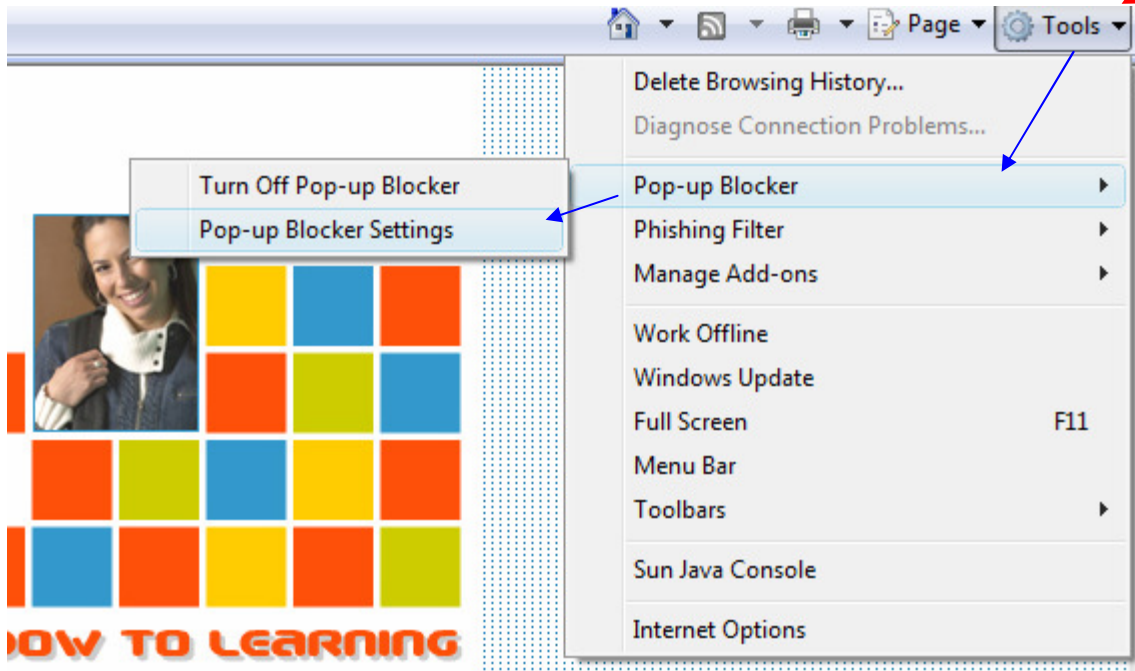 Page
Tools
Delete Browsing History...
Diagnose Connection Problems...
Pop-up Blocker
Turn Off Pop-up Blocker
Pop-up Blocker Settings
Phishing Filter
Manage Add-ons
Work Offline
Windows Update
Full Screen F11
Menu Bar
Toolbars
Sun Java Console
Internet Options
TO LEARNING